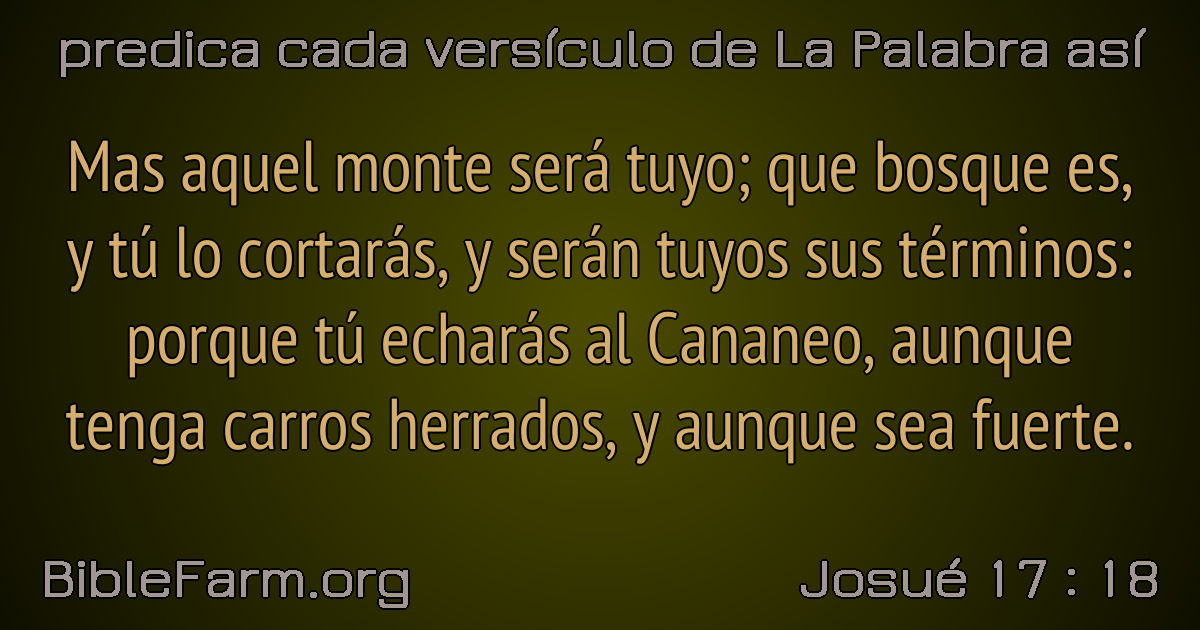 predica cada versículo de La Palabra así
Mas aquel monte será tuyo; que bosque es,
y tú lo cortarás, y serán tuyos sus términos:
porque tú echarás al Cananeo, aunque
tenga carros herrados, y aunque sea fuerte.
BibleFarm.org
Josué 17 : 18